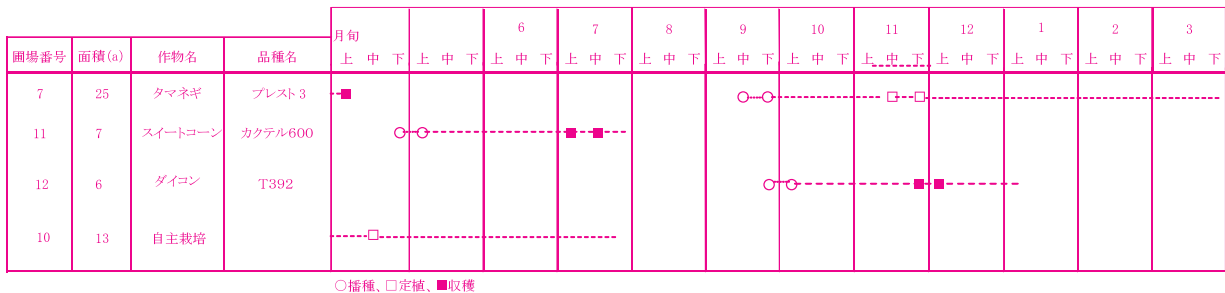 月旬 6 7 8 9 10 11 12 1 2 3
圃場番号 面積(a) 作物名 品種名 上 中 下 上 中 下 上 中 下 上 中 下 上 中 下 上 中 下 上 中 下 上 中 下 上 中 下 上 中 下 上 中 下 上 中 下
7 25 タマネギ プレスト3
11 7 スイートコーン カクテル600
12 6 ダイコン T392
10 13 自主栽培
○播種、□定植、■収穫